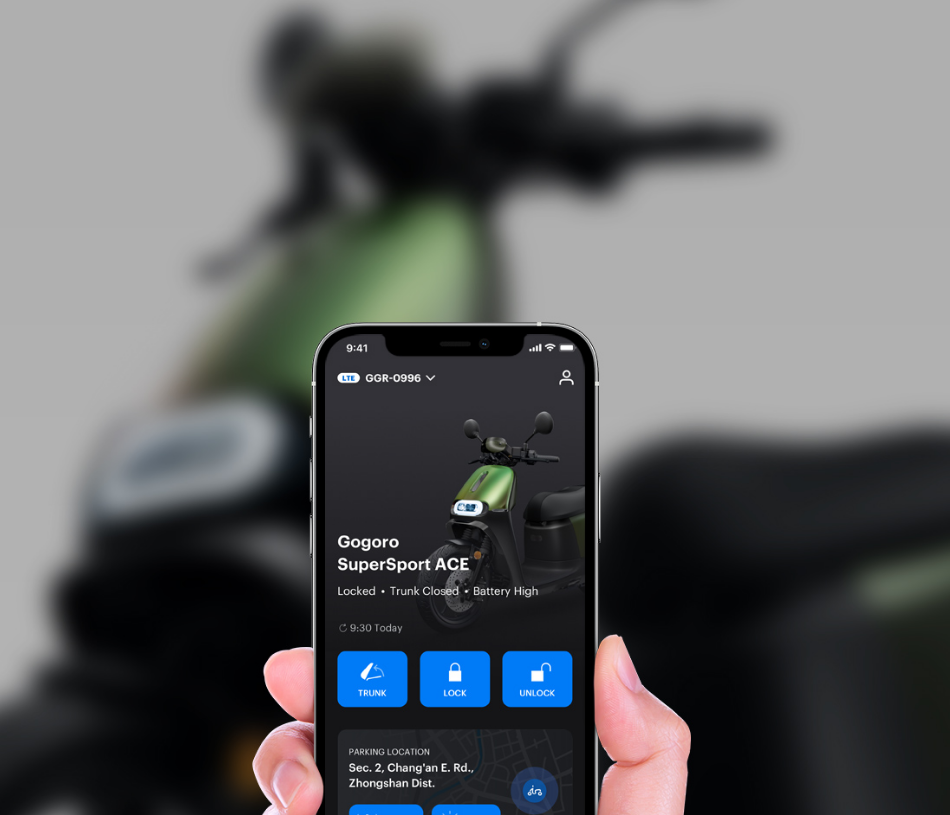 9:41
LTE GGR-0996
Gogoro
SuperSport ACE
Locked • Trunk Closed • Battery High
9:30 Today
TRUNK LOCK UNLOCK
PARKING LOCATION
Sec. 2, Chang'an E. Rd.,
Zhongshan Dist.